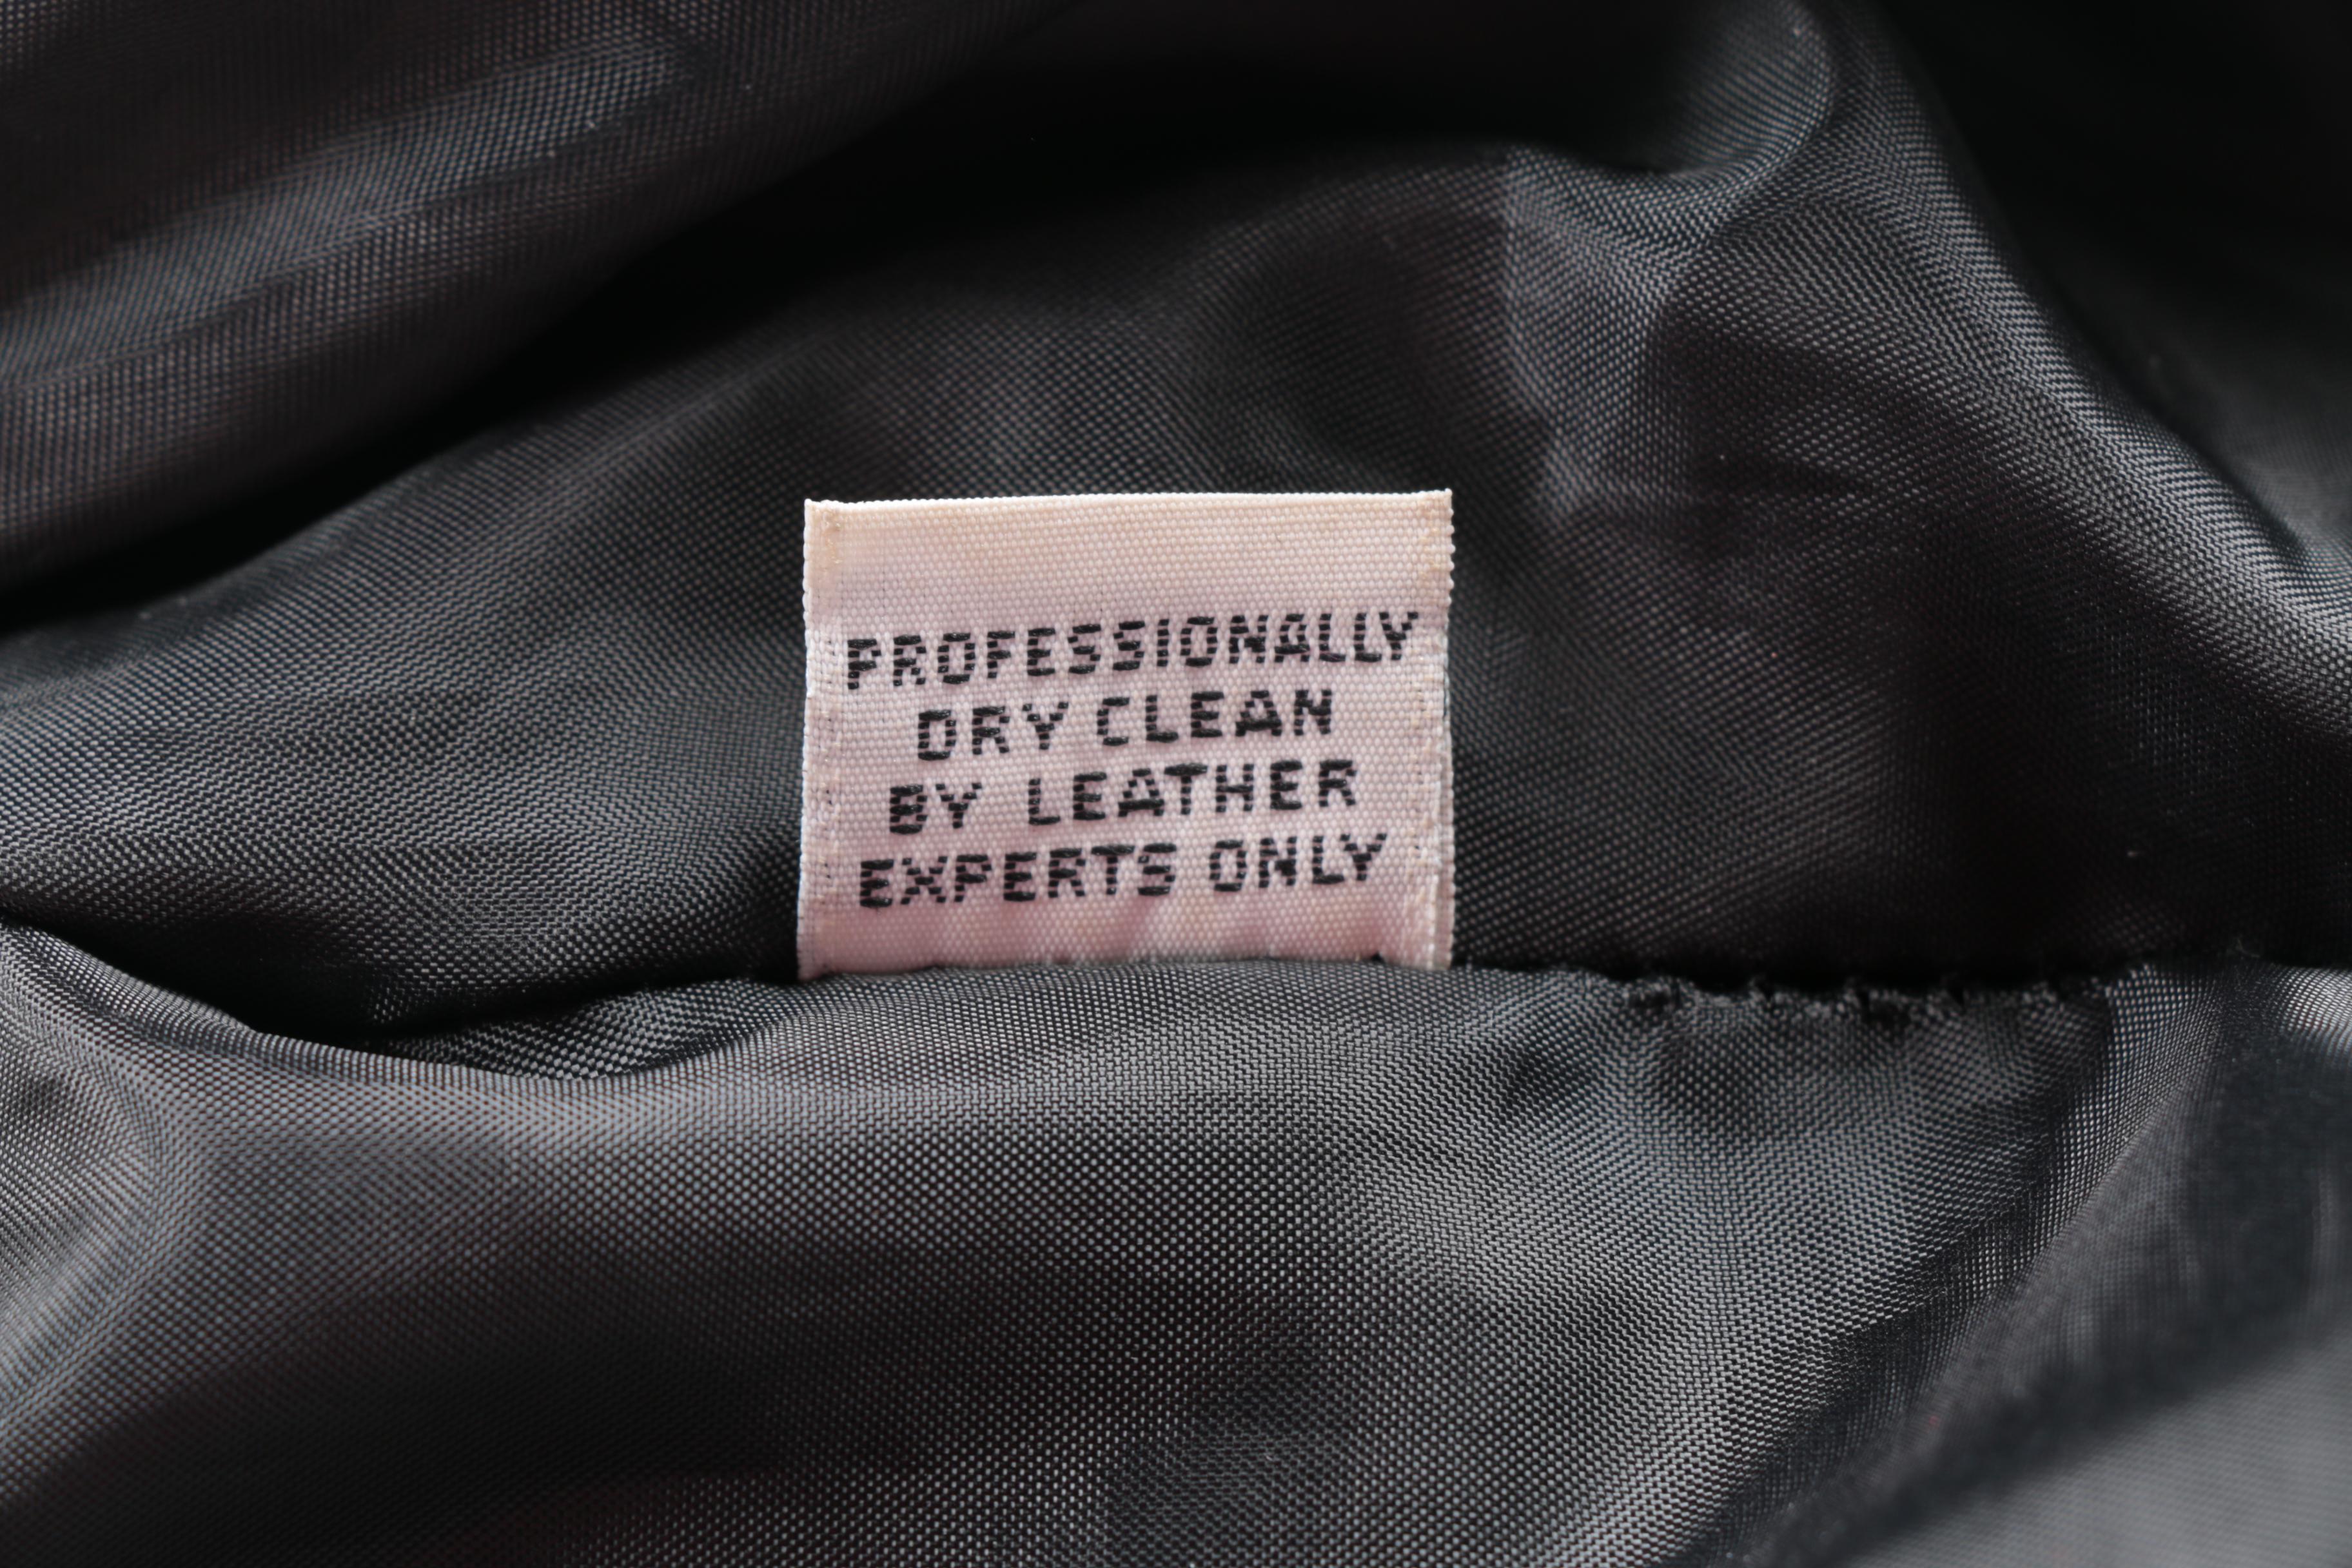 PROFESSIONALLY
DRY CLEAN
BY LEATHER
EXPERTS ONLY